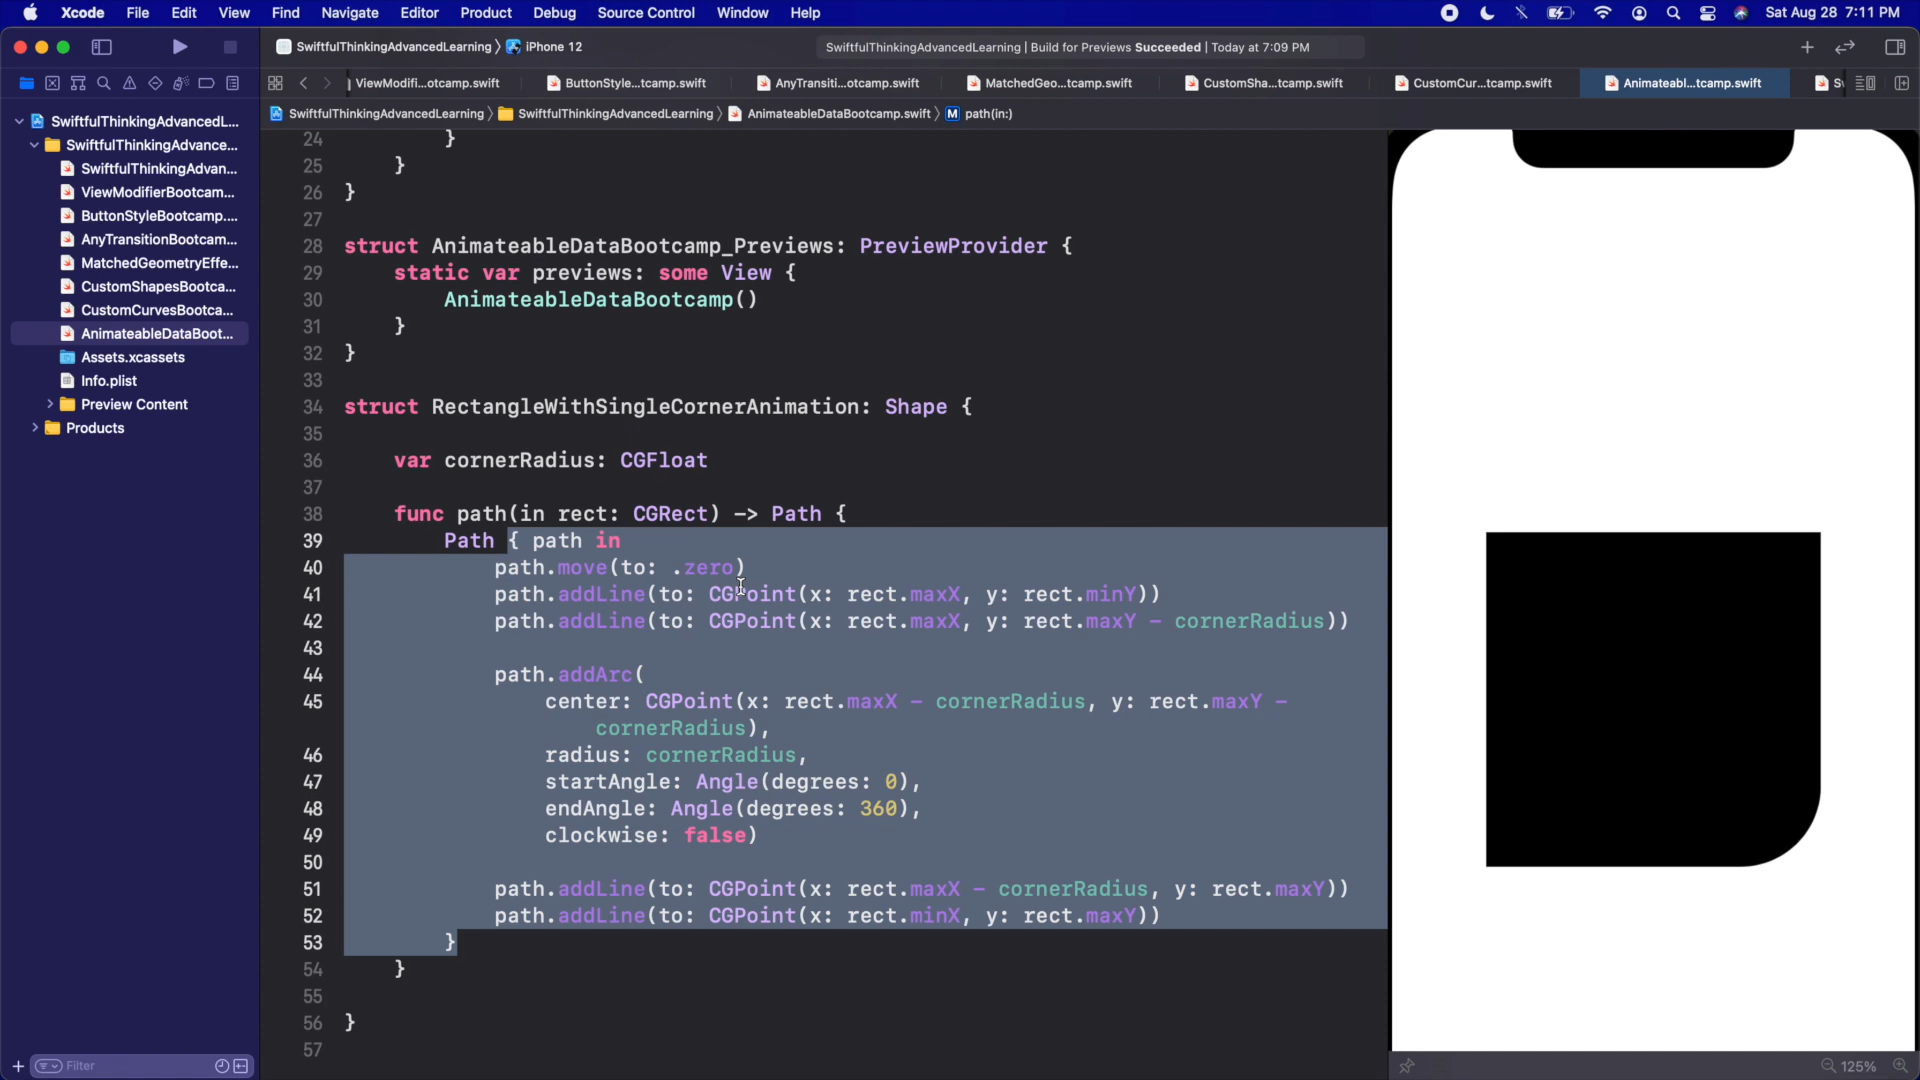 Xcode File Edit View Find Navigate Editor Product Debug Source Control Window Help Sat Aug 28 7:11 PM
SwiftfulThinkingAdvancedLearning iPhone 12
SwiftfulThinkingAdvancedLearning | Build for Previews Succeeded | Today at 7:09 PM
ViewModifi...otcamp.swift ButtonStyle...tcamp.swift AnyTransiti...otcamp.swift MatchedGeo...tcamp.swift CustomSha...tcamp.swift CustomCur...tcamp.swift Animateabl...tcamp.swift
SwiftfulThinkingAdvancedLearning SwiftfulThinkingAdvancedLearning AnimateableDataBootcamp.swift M path(in:)
SwiftfulThinkingAdvancedL...
SwiftfulThinkingAdvance...
SwiftfulThinkingAdvan...
ViewModifierBootcam...
ButtonStyleBootcamp....
AnyTransitionBootcam...
MatchedGeometryEffe...
CustomShapesBootca...
CustomCurvesBootca...
AnimateableDataBoot...
Assets.xcassets
Info.plist
Preview Content
Products
Filter
24 }
25 }
26 }
27
28 struct AnimateableDataBootcamp_Previews: PreviewProvider {
29 static var previews: some View {
30 AnimateableDataBootcamp()
31 }
32 }
33
34 struct RectangleWithSingleCornerAnimation: Shape {
35
36 var cornerRadius: CGFloat
37
38 func path(in rect: CGRect) -> Path {
39 Path { path in
40 path.move(to: .zero)
41 path.addLine(to: CGPoint(x: rect.maxX, y: rect.minY))
42 path.addLine(to: CGPoint(x: rect.maxX, y: rect.maxY - cornerRadius))
43
44 path.addArc(
45 center: CGPoint(x: rect.maxX - cornerRadius, y: rect.maxY -
cornerRadius),
46 radius: cornerRadius,
47 startAngle: Angle(degrees: 0),
48 endAngle: Angle(degrees: 360),
49 clockwise: false)
50
51 path.addLine(to: CGPoint(x: rect.maxX - cornerRadius, y: rect.maxY))
52 path.addLine(to: CGPoint(x: rect.minX, y: rect.maxY))
53 }
54 }
55
56 }
57
125%